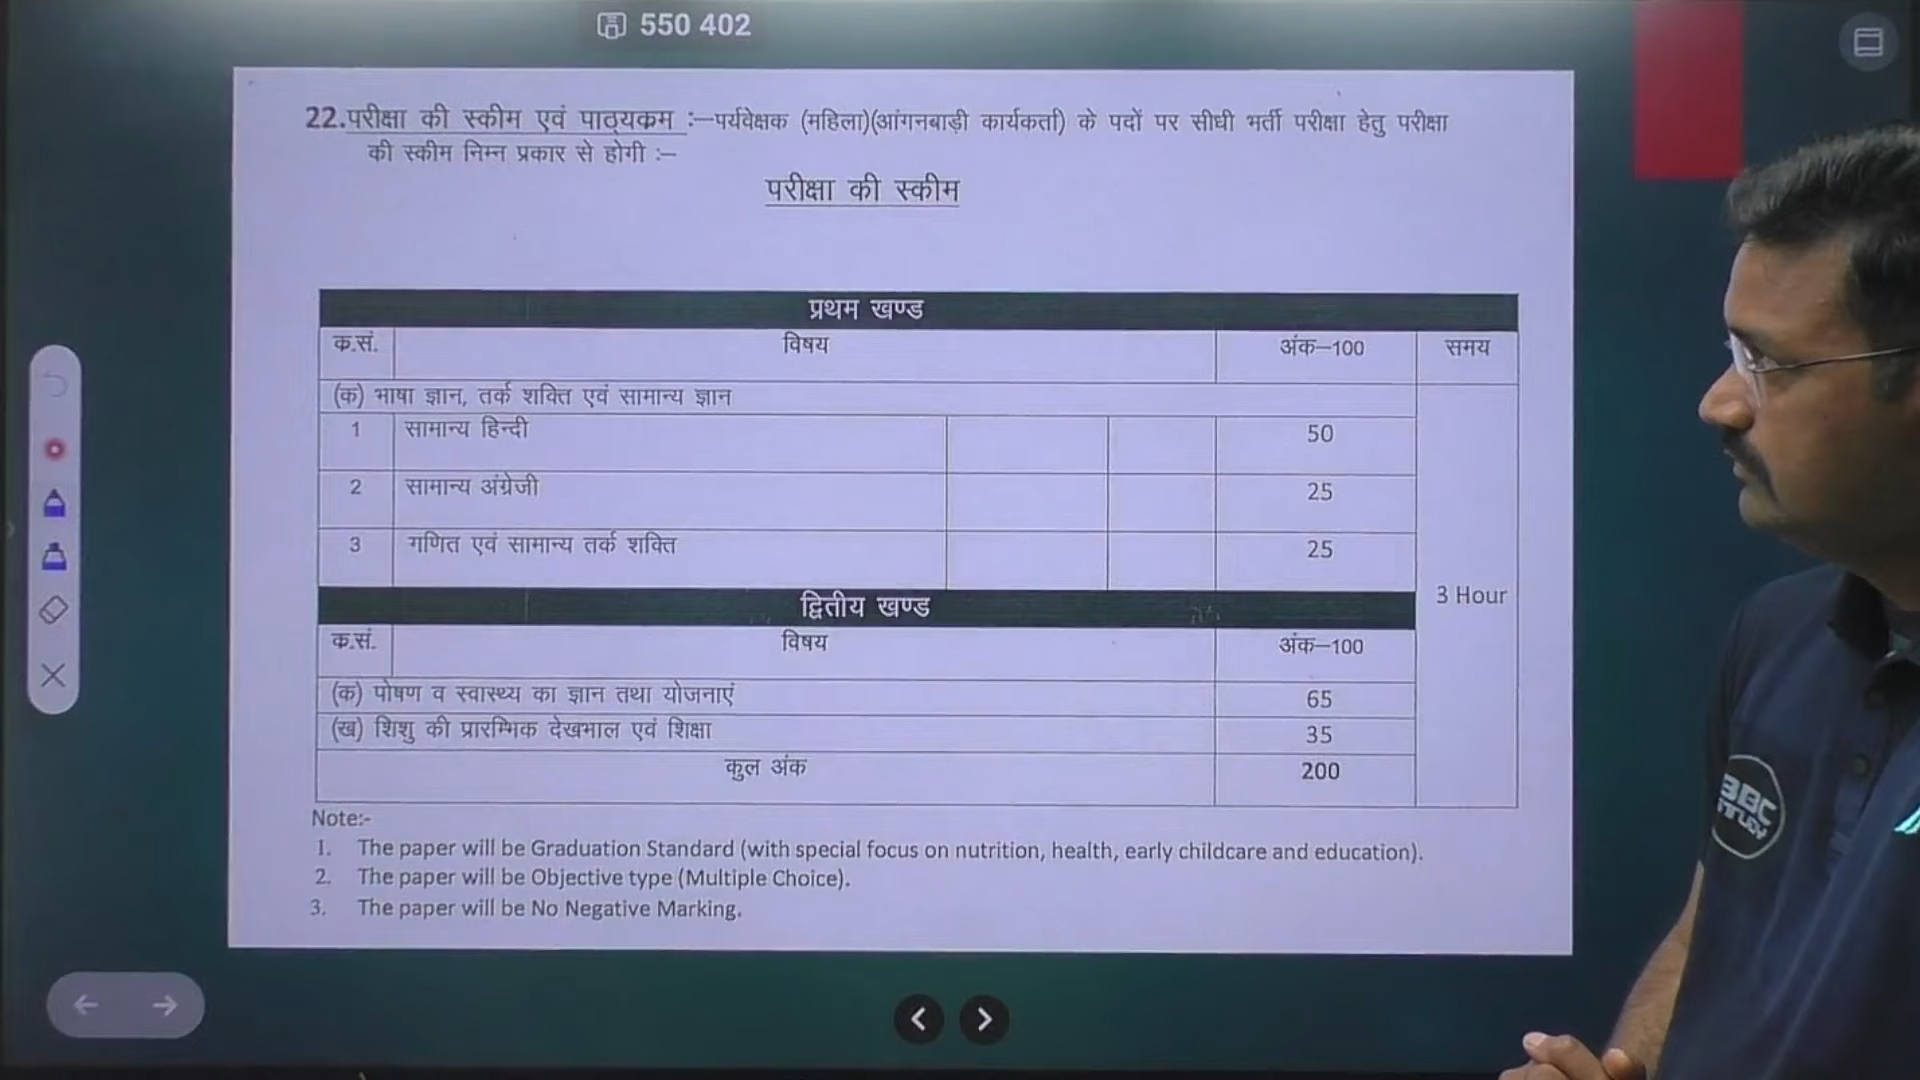 550 402
22.परीक्षा की स्कीम एवं पाठ्यकम :–पर्यवेक्षक (महिला)(आंगनबाड़ी कार्यकर्ता) के पदों पर सीधी भर्ती परीक्षा हेतु परीक्षा
की स्कीम निम्न प्रकार से होगी :–
परीक्षा की स्कीम
प्रथम खण्ड
क.सं. विषय अंक–100 समय
(क) भाषा ज्ञान, तर्क शक्ति एवं सामान्य ज्ञान
1 सामान्य हिन्दी 50
2 सामान्य अंग्रेजी 25
3 गणित एवं सामान्य तर्क शक्ति 25
3 Hour
द्वितीय खण्ड
क.सं. विषय अंक–100
(क) पोषण व स्वास्थ्य का ज्ञान तथा योजनाएं 65
(ख) शिशु की प्रारम्भिक देखभाल एवं शिक्षा 35
कुल अंक 200
Note:-
1. The paper will be Graduation Standard (with special focus on nutrition, health, early childcare and education).
2. The paper will be Objective type (Multiple Choice).
3. The paper will be No Negative Marking.
3BC
STUDY